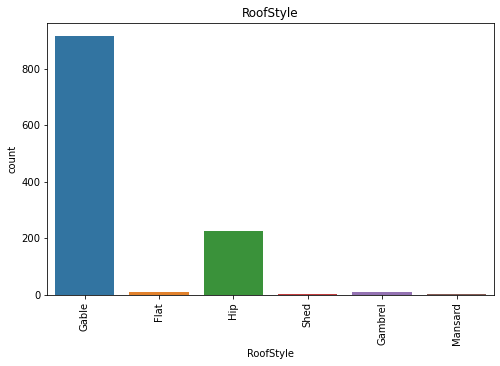 RoofStyle
800
600
400
200
0
count
Gable
Flat
Hip
Shed
Gambrel
Mansard
RoofStyle